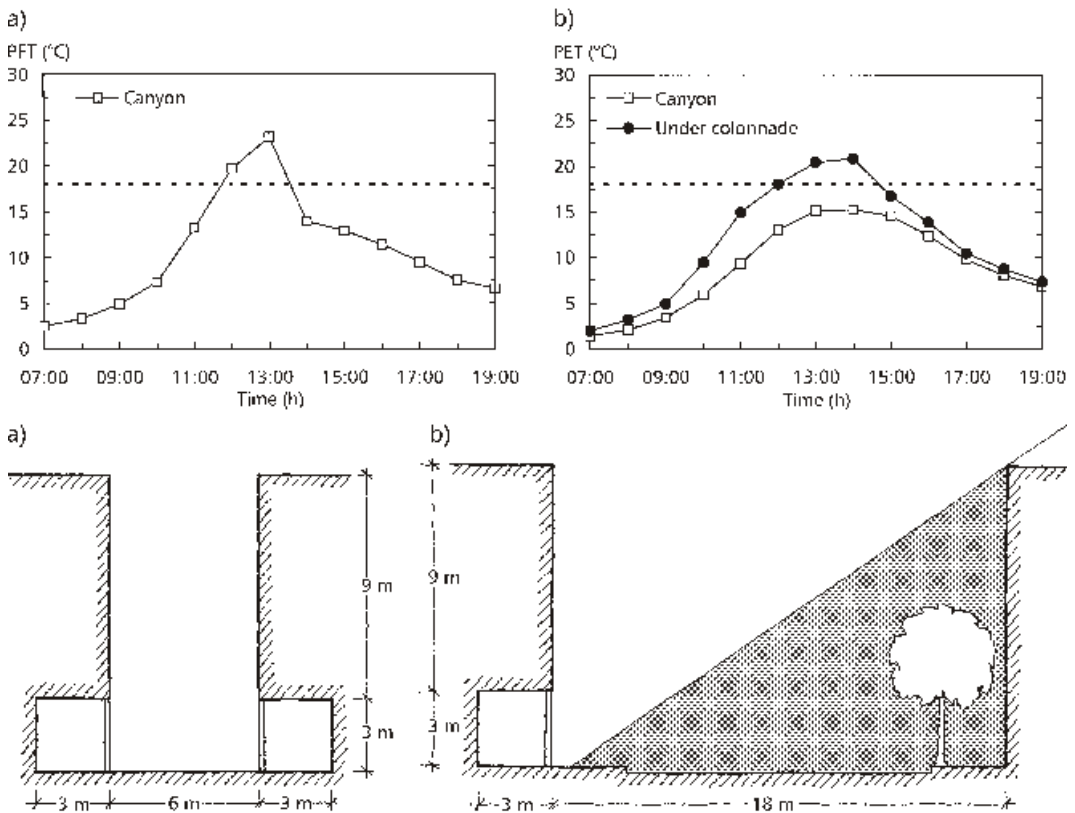 a)
PET (°C)
30
25
20
15
10
5
0
Canyon
07:00 09:00 11:00 13:00 15:00 17:00 19:00
Time (h)
b)
PET (°C)
30
25
20
15
10
5
0
Canyon
Under colonnade
07:00 09:00 11:00 13:00 15:00 17:00 19:00
Time (h)
a)
9 m
3 m
3 m 6 m 3 m
b)
9 m
3 m
3 m 18 m